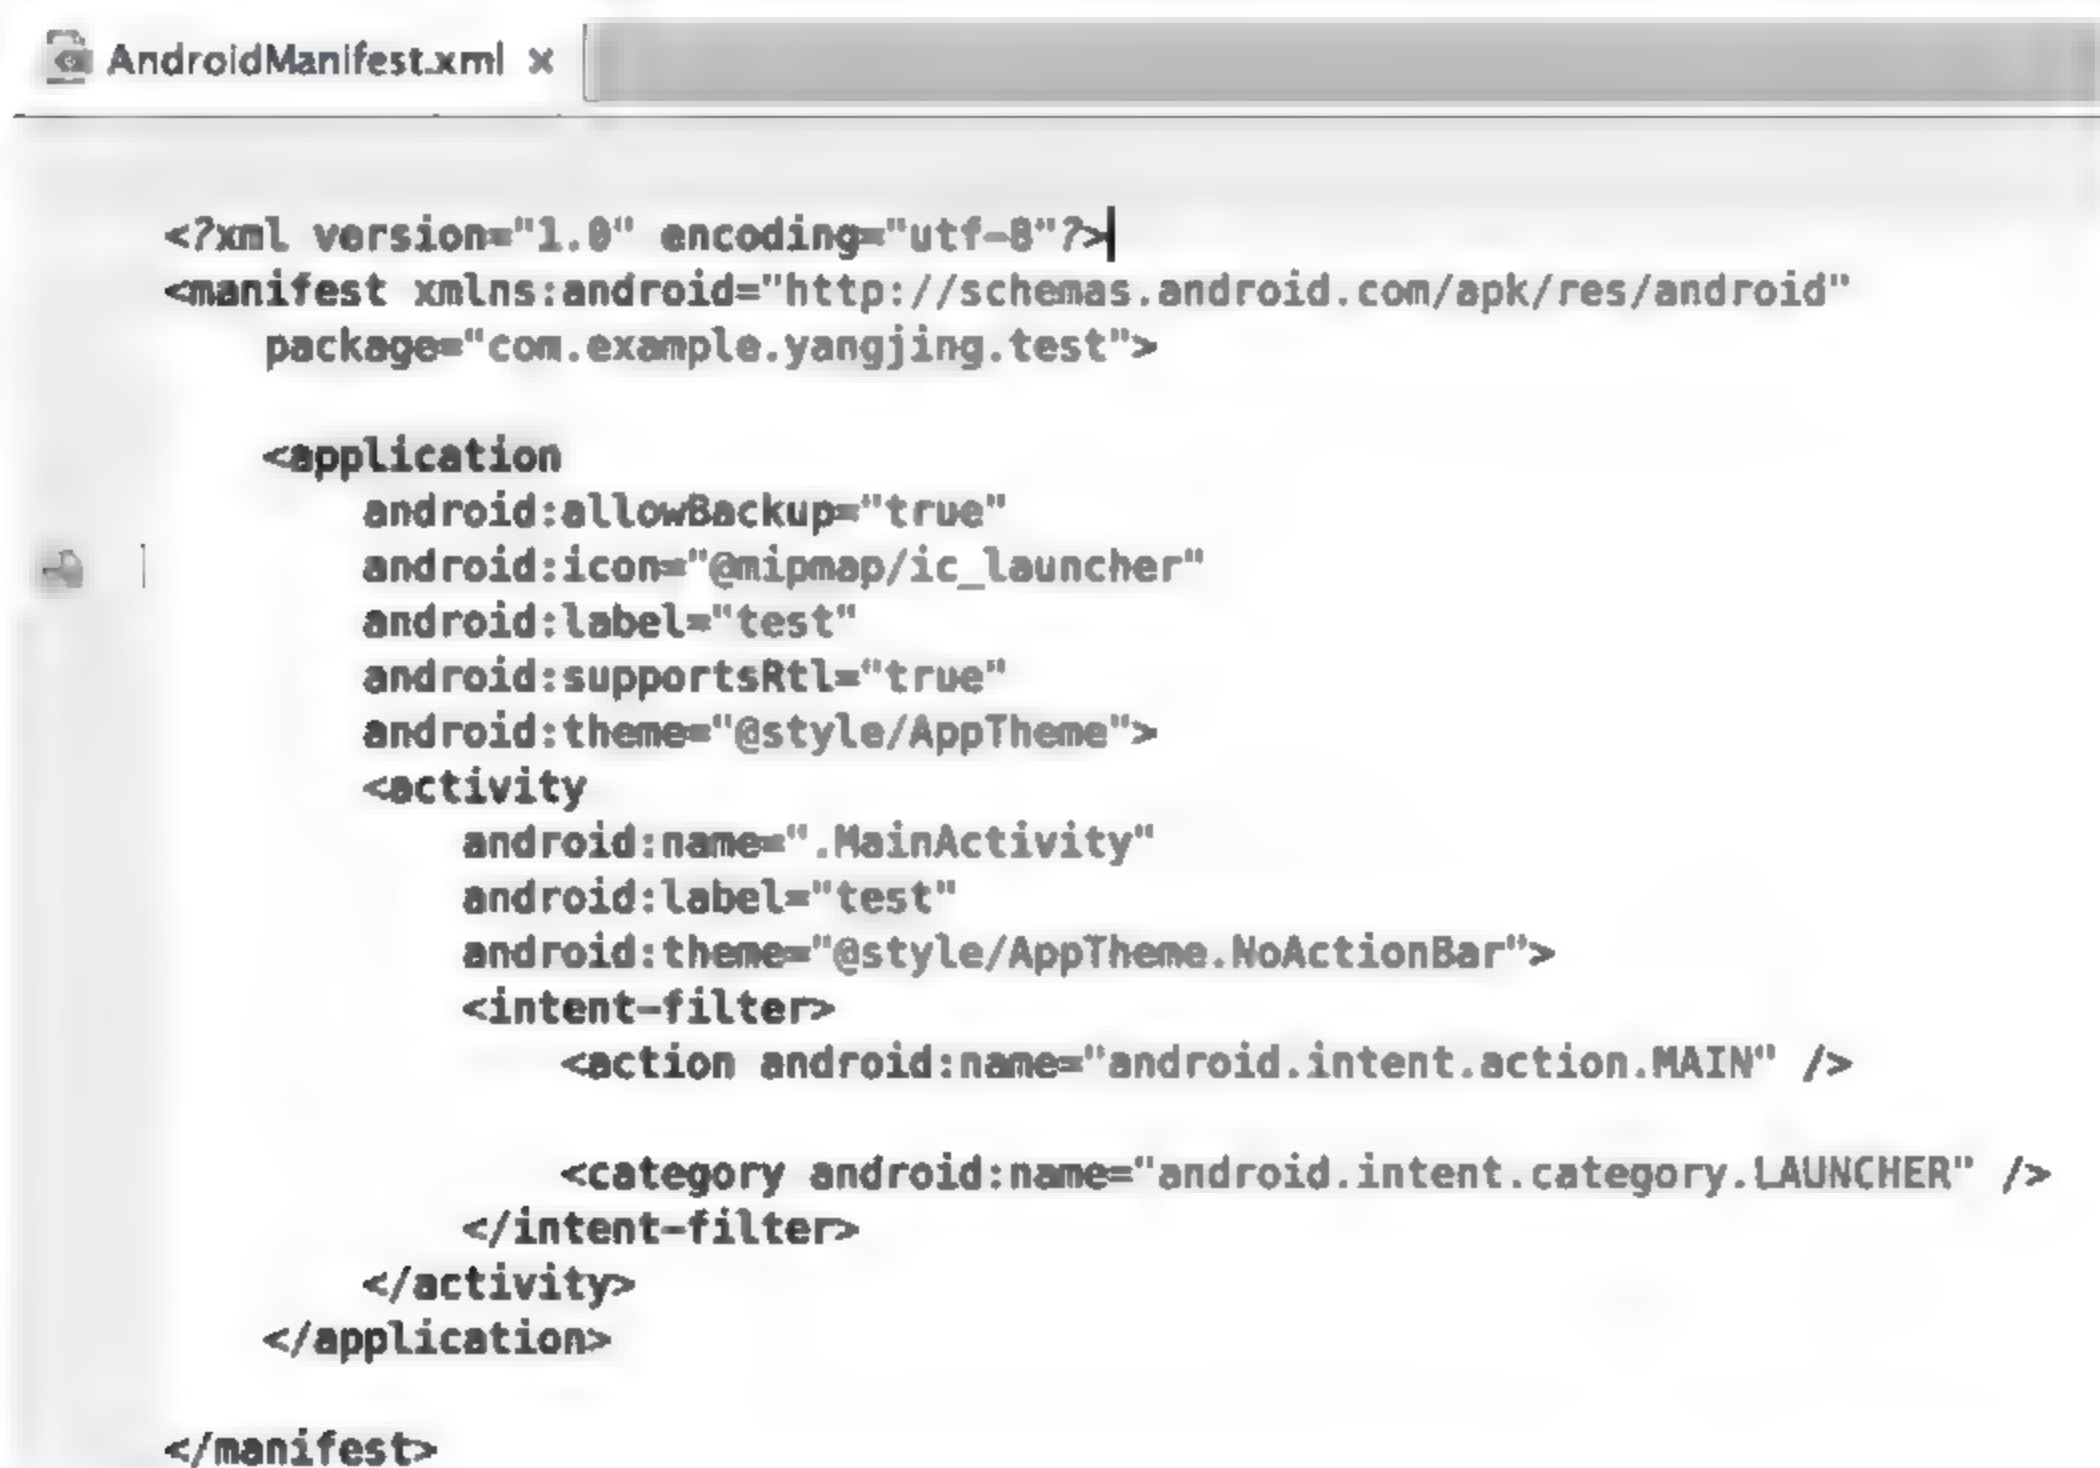 AndroidManifest.xml ×
<?xml version="1.0" encoding="utf-8"?>
<manifest xmlns:android="http://schemas.android.com/apk/res/android"
    package="com.example.yangjing.test">
    <application
        android:allowBackup="true"
        android:icon="@mipmap/ic_launcher"
        android:label="test"
        android:supportsRtl="true"
        android:theme="@style/AppTheme">
        <activity
            android:name=".MainActivity"
            android:label="test"
            android:theme="@style/AppTheme.NoActionBar">
            <intent-filter>
                <action android:name="android.intent.action.MAIN" />
                <category android:name="android.intent.category.LAUNCHER" />
            </intent-filter>
        </activity>
    </application>
</manifest>